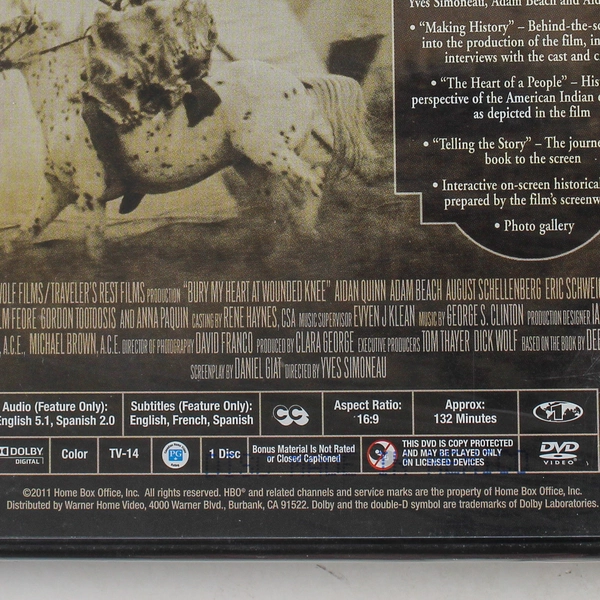 Yves Simoneau, Adam Beach and
• "Making History" – Behind-the-
into the production of the film,
interviews with the cast and
• "The Heart of a People" –
perspective of the American Indian
as depicted in the film
• "Telling the Story" – The
book to the screen
• Interactive on-screen
prepared by the film's
• Photo gallery
FILMS/TRAVELER'S REST FILMS PRODUCTION "BURY MY HEART AT WOUNDED KNEE" AIDAN QUINN ADAM BEACH AUGUST SCHELLENBERG ERIC
FEORE GORDON TOOTOOSIS AND ANNA PAQUIN CASTING BY RENE HAYNES, CSA MUSIC SUPERVISOR EVYEN J KLEAN MUSIC BY GEORGE S. CLINTON PRODUCTION DESIGNER
A.C.E., MICHAEL BROWN, A.C.E. DIRECTOR OF PHOTOGRAPHY DAVID FRANCO PRODUCED BY CLARA GEORGE EXECUTIVE PRODUCERS TOM THAYER DICK WOLF BASED ON THE BOOK BY
SCREENPLAY BY DANIEL GIAT DIRECTED BY YVES SIMONEAU
Audio (Feature Only): Subtitles (Feature Only): CC Aspect Ratio: Approx:
English 5.1, Spanish 2.0 English, French, Spanish 16:9 132 Minutes 1
DOLBY DIGITAL Color TV-14 PG 1 Disc Bonus Material Is Not Rated or Closed Captioned THIS DVD IS COPY PROTECTED AND MAY BE PLAYED ONLY ON LICENSED DEVICES DVD VIDEO
©2011 Home Box Office, Inc. All rights reserved. HBO® and related channels and service marks are the property of Home Box Office, Inc.
Distributed by Warner Home Video, 4000 Warner Blvd., Burbank, CA 91522. Dolby and the double-D symbol are trademarks of Dolby Laboratories.